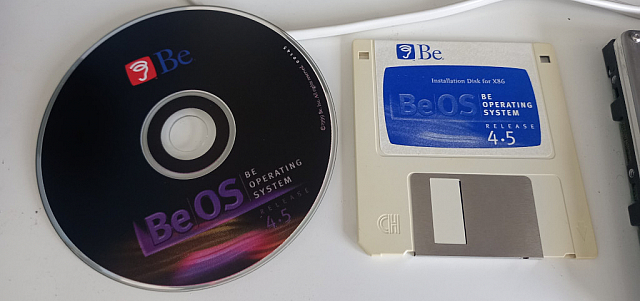 Be
BeOS
BE
OPERATING
SYSTEM
RELEASE
4.5
Be
Installation Disk for X86
BeOS
BE
OPERATING
SYSTEM
RELEASE
4.5